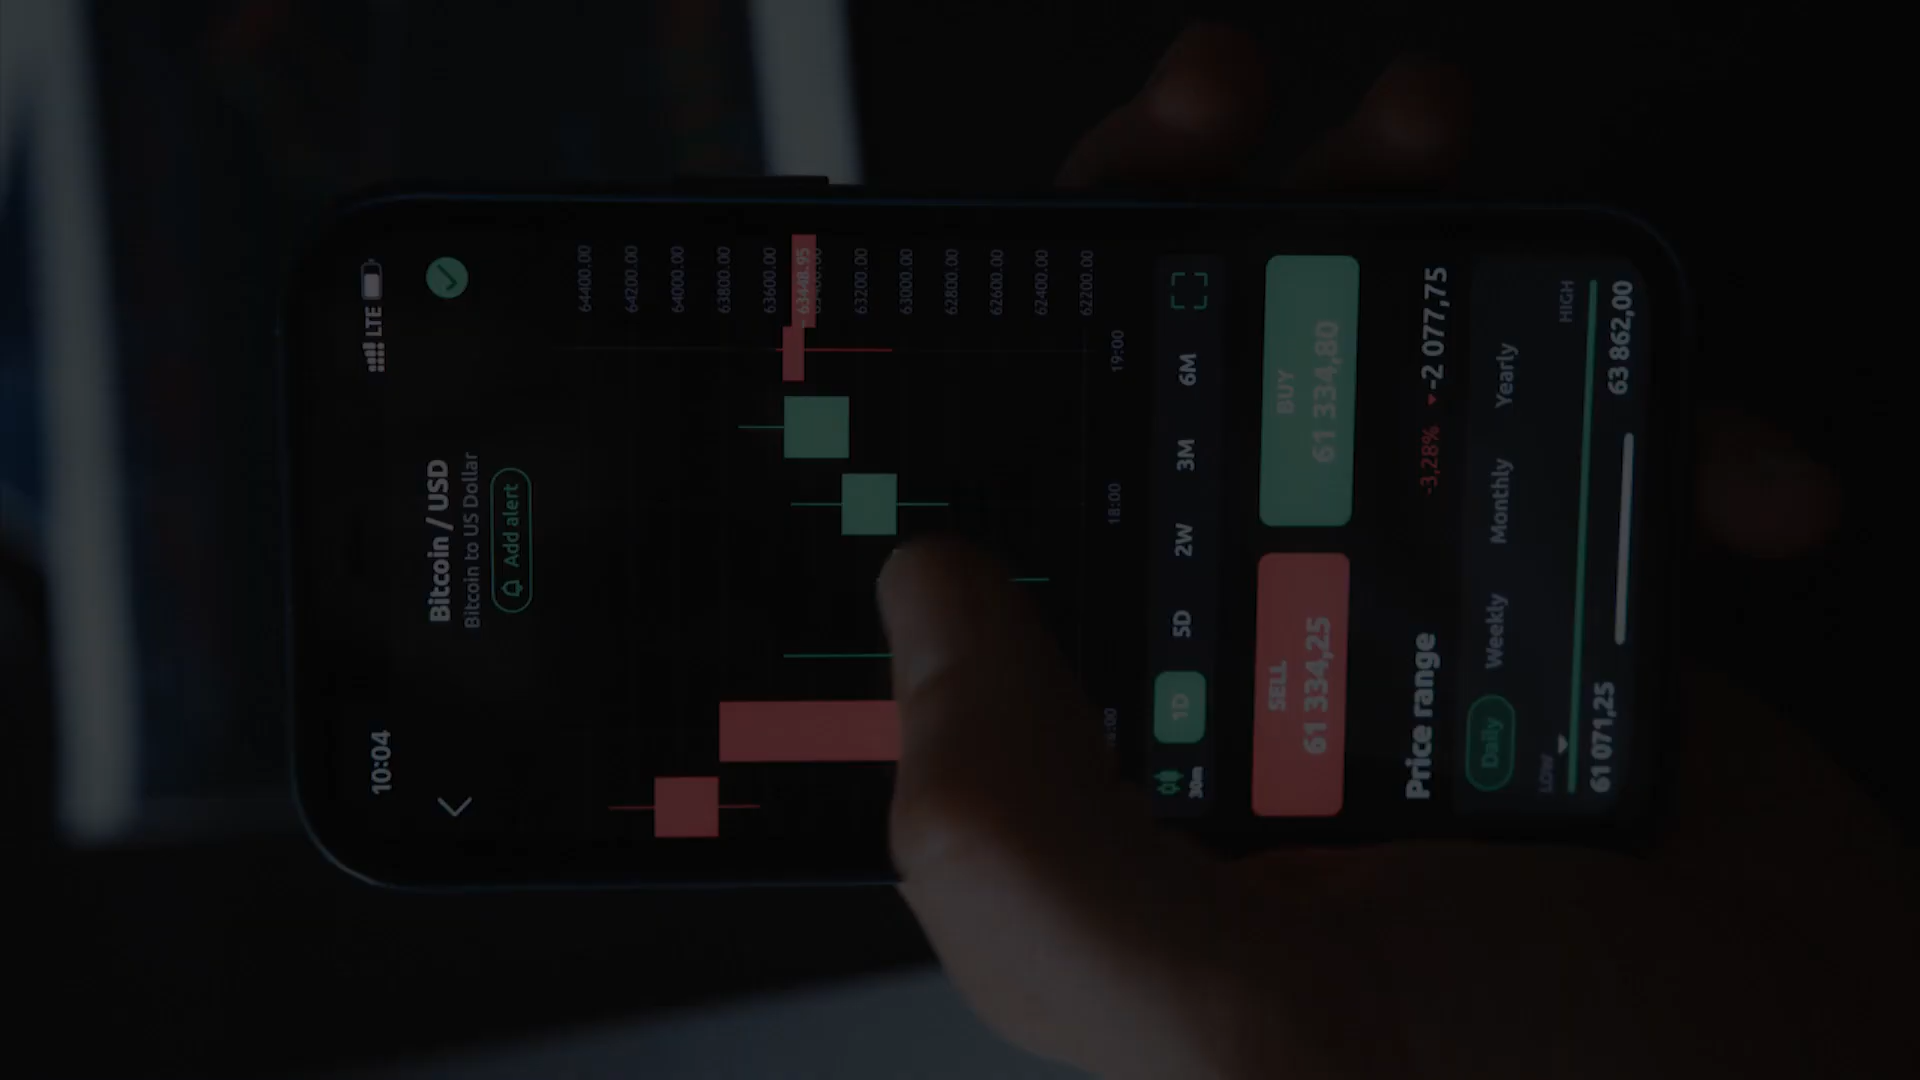 10:04
LTE
Bitcoin / USD
Bitcoin to US Dollar
Add alert
64400.00
64200.00
64000.00
63800.00
63600.00
63448.95
63200.00
63000.00
62800.00
62600.00
62400.00
62200.00
18:00
19:00
30m
1D
5D
2W
3M
6M
SELL
61 334,25
BUY
61 334,80
Price range
-3,28%
-2 077,75
Daily
Weekly
Monthly
Yearly
LOW
HIGH
61 071,25
63 862,00